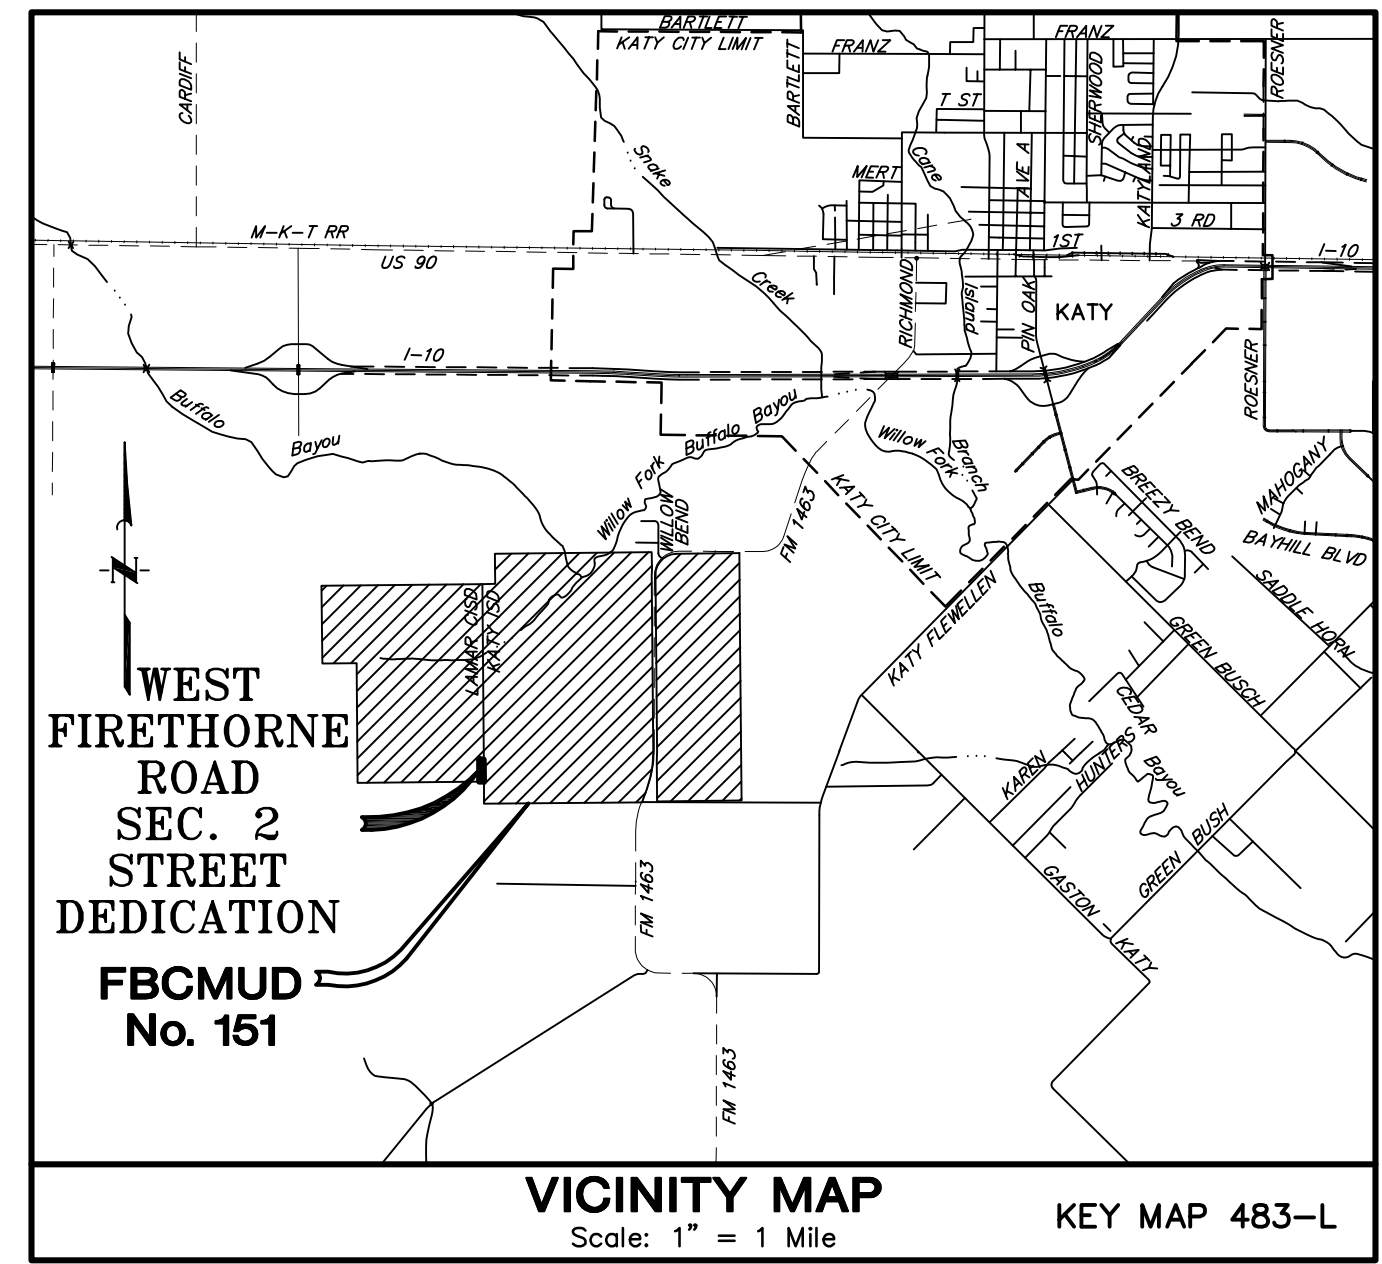 BARTLETT
KATY CITY LIMIT
BARTLETT
FRANZ
FRANZ
ROESNER
CARDIFF
SHERWOOD
T ST
Snake
Cane
AVE A
KATYLAND
MERT
3 RD
M-K-T RR
US 90
1ST
I-10
Creek
RICHMOND
Island
PIN OAK
KATY
I-10
ROESNER
Buffalo
Bayou
Willow Fork Buffalo Bayou
Willow Fork
Branch
KATY CITY LIMIT
FM 1463
WILLOW
BEND
BREEZY BEND
MAHOGANY
BAYHILL BLVD
SADDLE HORN
N
LAMAR CISD
KATY ISD
KATY FLEWELLEN
Buffalo
GREEN BUSCH
CEDAR
HUNTERS
KAREN
Bayou
GREEN BUSH
GASTON - KATY
WEST
FIRETHORNE
ROAD
SEC. 2
STREET
DEDICATION
FM 1463
FBCMUD
No. 151
FM 1463
VICINITY MAP
Scale: 1" = 1 Mile
KEY MAP 483-L